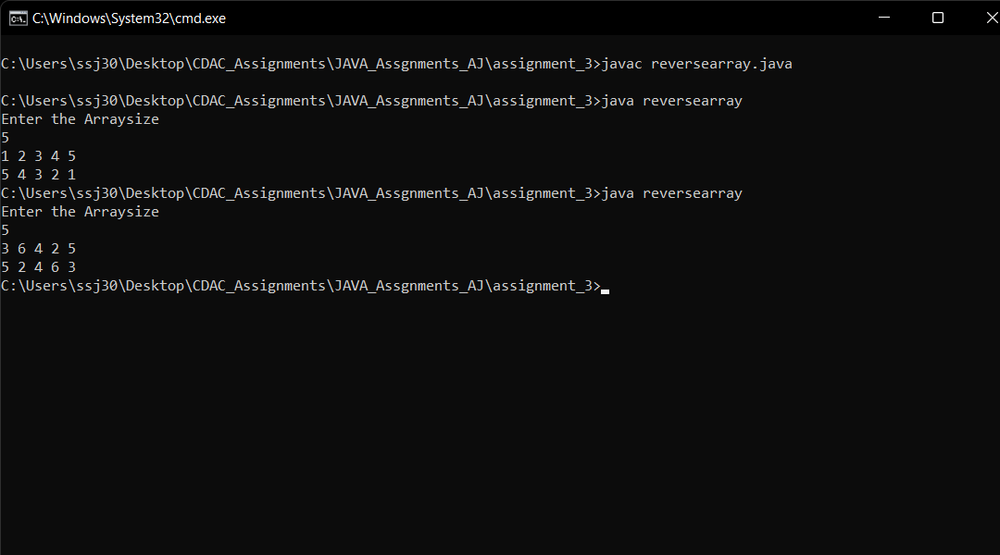 C:\Windows\System32\cmd.exe
C:\Users\ssj30\Desktop\CDAC_Assignments\JAVA_Assgnments_AJ\assignment_3>javac reversearray.java
C:\Users\ssj30\Desktop\CDAC_Assignments\JAVA_Assgnments_AJ\assignment_3>java reversearray
Enter the Arraysize
5
1 2 3 4 5
5 4 3 2 1
C:\Users\ssj30\Desktop\CDAC_Assignments\JAVA_Assgnments_AJ\assignment_3>java reversearray
Enter the Arraysize
5
3 6 4 2 5
5 2 4 6 3
C:\Users\ssj30\Desktop\CDAC_Assignments\JAVA_Assgnments_AJ\assignment_3>